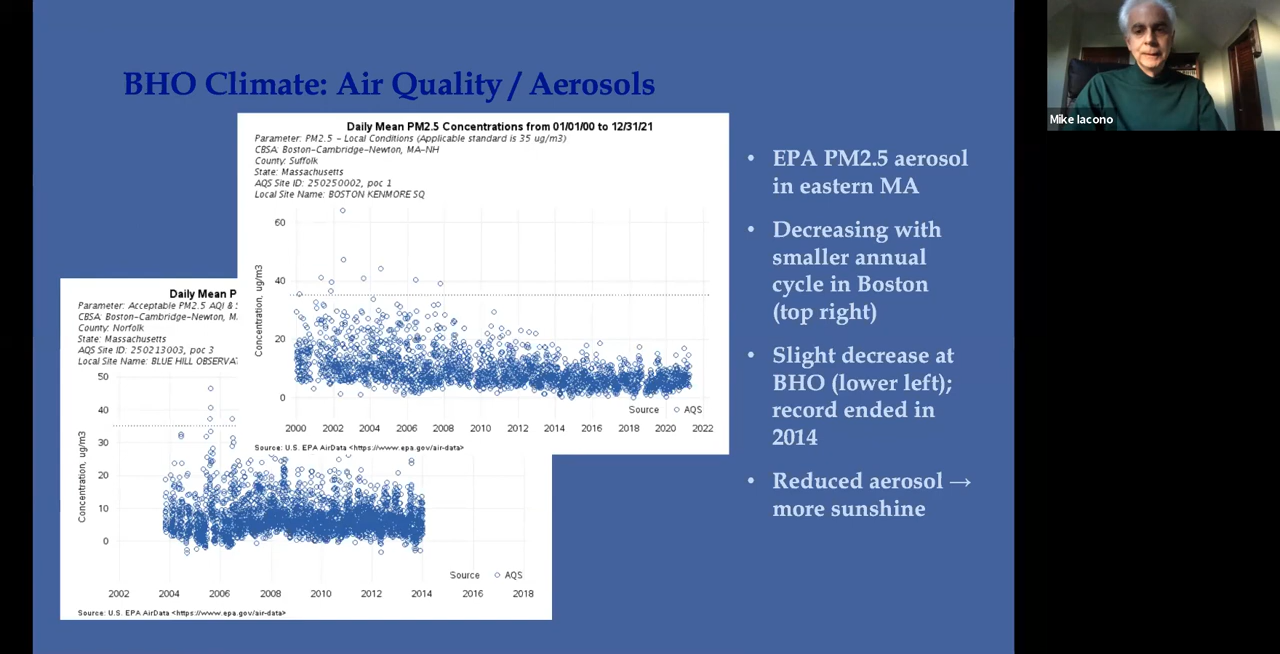 BHO Climate: Air Quality / Aerosols
Daily Mean PM2.5 Concentrations from 01/01/00 to 12/31/21
Parameter: PM2.5 - Local Conditions (Applicable standard is 35 ug/m3)
CBSA: Boston-Cambridge-Newton, MA-NH
County: Suffolk
State: Massachusetts
AQS Site ID: 250250002, poc 1
Local Site Name: BOSTON KENMORE SQ
Concentration, ug/m3
60
40
20
0
2000 2002 2004 2006 2008 2010 2012 2014 2016 2018 2020 2022
Source AQS
Source: U.S. EPA AirData <https://www.epa.gov/air-data>
Daily Mean P
Parameter: Acceptable PM2.5 AQI &
CBSA: Boston-Cambridge-Newton, M
County: Norfolk
State: Massachusetts
AQS Site ID: 250213003, poc 3
Local Site Name: BLUE HILL OBSERVA
Concentration, ug/m3
50
40
30
20
10
0
2002 2004 2006 2008 2010 2012 2014 2016 2018
Source AQS
Source: U.S. EPA AirData <https://www.epa.gov/air-data>
• EPA PM2.5 aerosol
in eastern MA
• Decreasing with
smaller annual
cycle in Boston
(top right)
• Slight decrease at
BHO (lower left);
record ended in
2014
• Reduced aerosol →
more sunshine
Mike Iacono